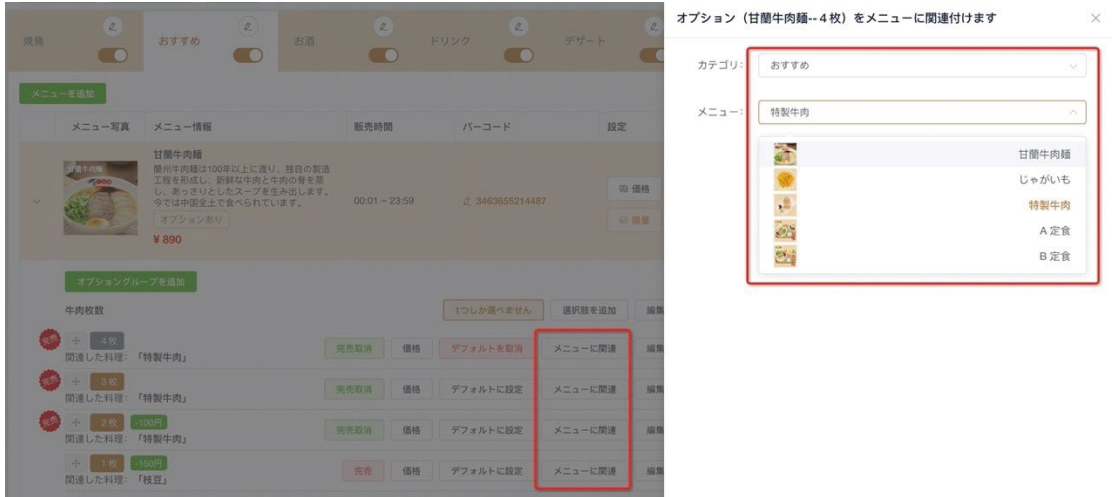 焼鳥
おすすめ
お酒
ドリンク
デザート
メニューを追加
メニュー写真 メニュー情報 販売時間 バーコード 設定
甘蘭牛肉麺
甘蘭牛肉麺
蘭州牛肉麺は100年以上に渡り、独自の製造
工程を形成し、新鮮な牛肉と牛肉の骨を蒸
し、あっさりとしたスープを生み出します。
今では中国全土で食べられています。
オプションあり
¥ 890
00:01 ~ 23:59
3463655214487
価格
限量
オプショングループを追加
牛肉枚数 1つしか選べません 選択肢を追加 編集
完売 4 枚 完売取消 価格 デフォルトを取消 メニューに関連 編集
関連した料理: 「特製牛肉」
完売 3 枚 完売取消 価格 デフォルトに設定 メニューに関連 編集
関連した料理: 「特製牛肉」
完売 2 枚 -100円 完売取消 価格 デフォルトに設定 メニューに関連 編集
関連した料理: 「特製牛肉」
1 枚 -150円 完売 価格 デフォルトに設定 メニューに関連 編集
関連した料理: 「枝豆」
オプション（甘蘭牛肉麺--４枚）をメニューに関連付けます
カテゴリ: おすすめ
メニュー: 特製牛肉
甘蘭牛肉麺
じゃがいも
特製牛肉
A 定食
B 定食